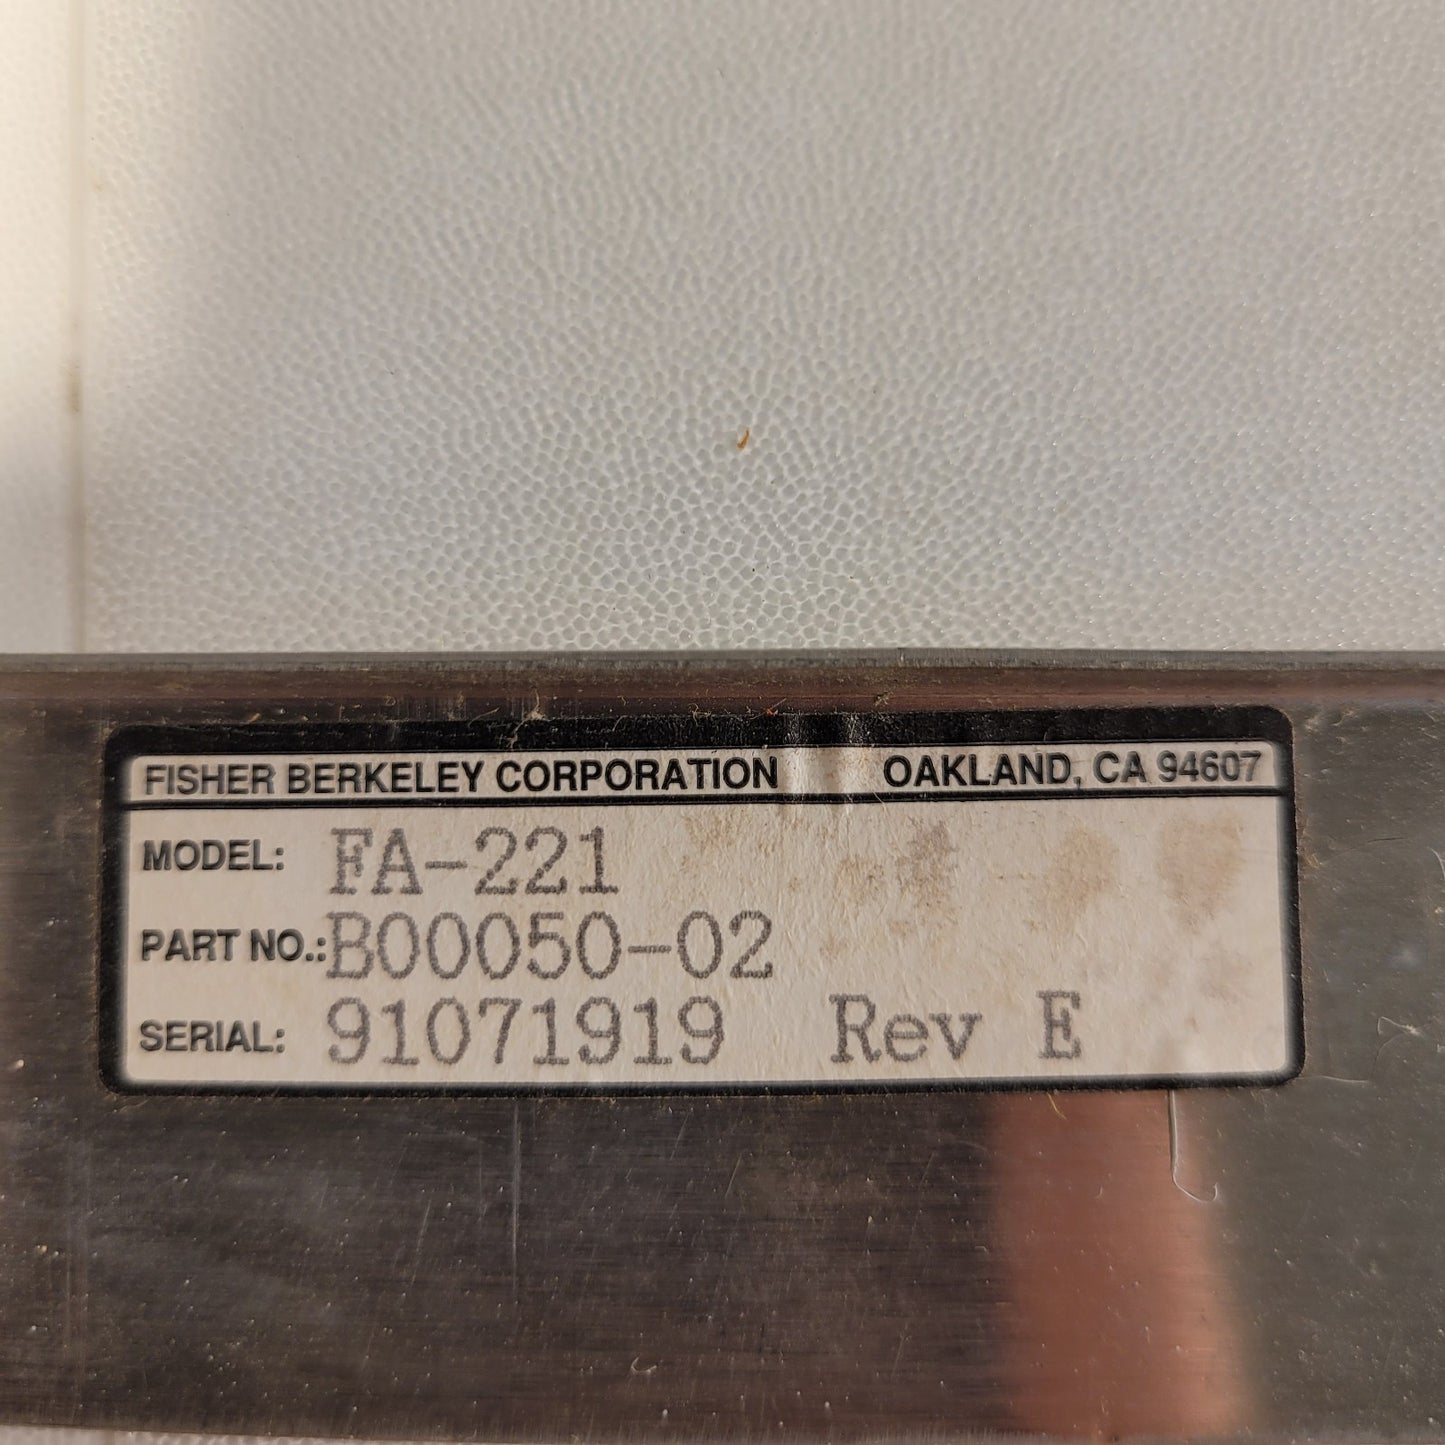 FISHER BERKELEY CORPORATION OAKLAND, CA 94607
MODEL: FA-221
PART NO.: B00050-02
SERIAL: 91071919 Rev E